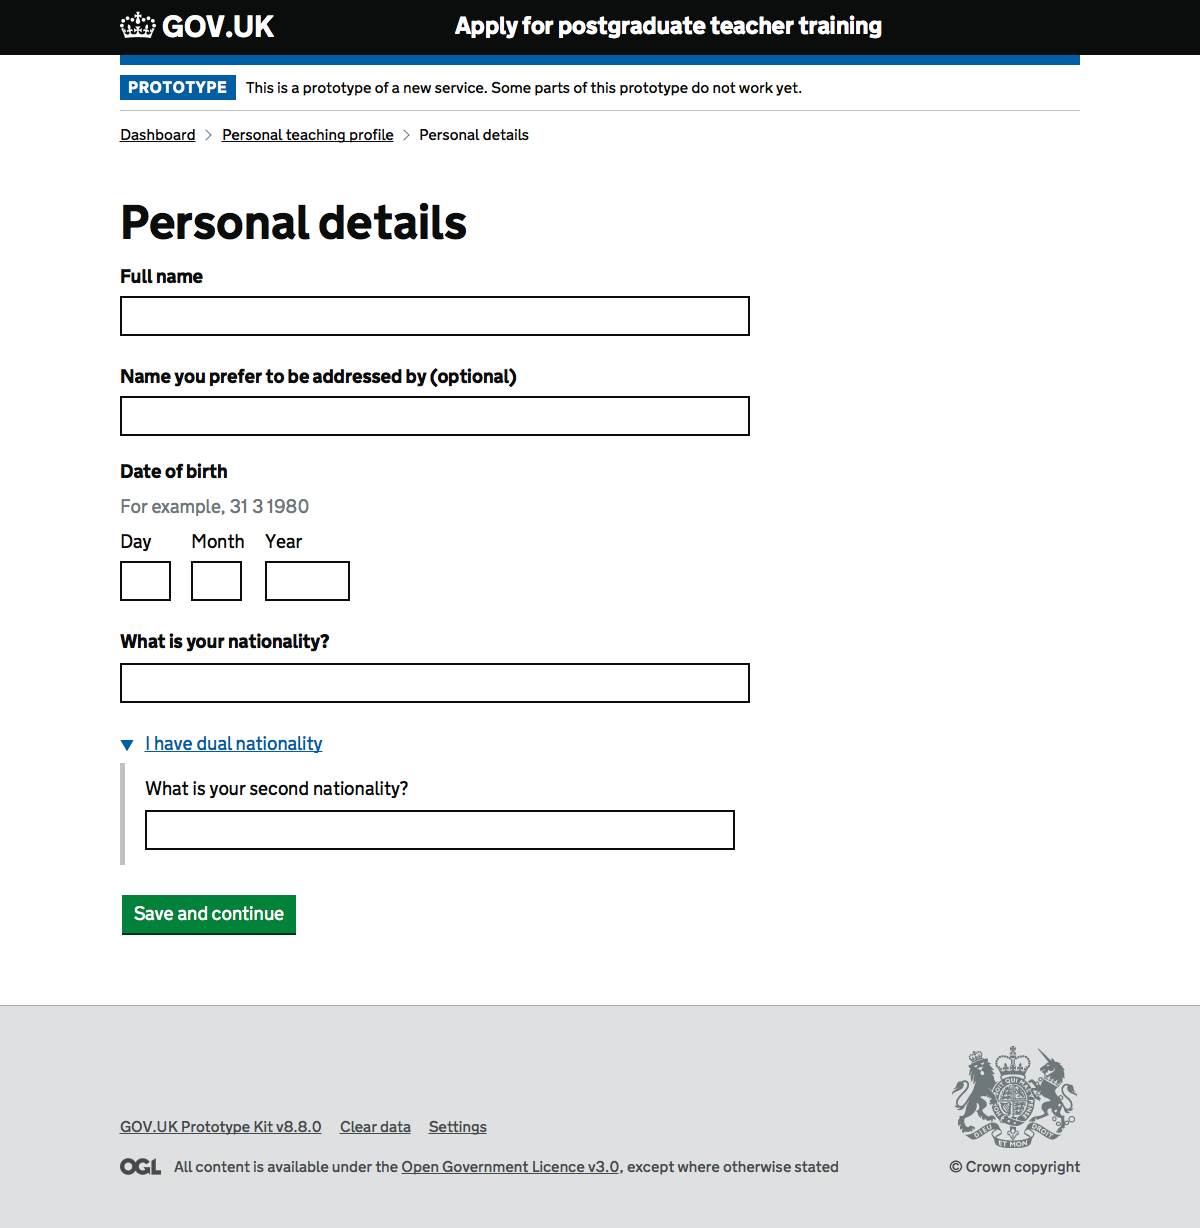 GOV.UK Apply for postgraduate teacher training
PROTOTYPE This is a prototype of a new service. Some parts of this prototype do not work yet.
Dashboard > Personal teaching profile > Personal details
Personal details
Full name
Name you prefer to be addressed by (optional)
Date of birth
For example, 31 3 1980
Day Month Year
What is your nationality?
I have dual nationality
What is your second nationality?
Save and continue
GOV.UK Prototype Kit v8.8.0 Clear data Settings
DIEU ET MON DROIT
OGL All content is available under the Open Government Licence v3.0, except where otherwise stated
© Crown copyright